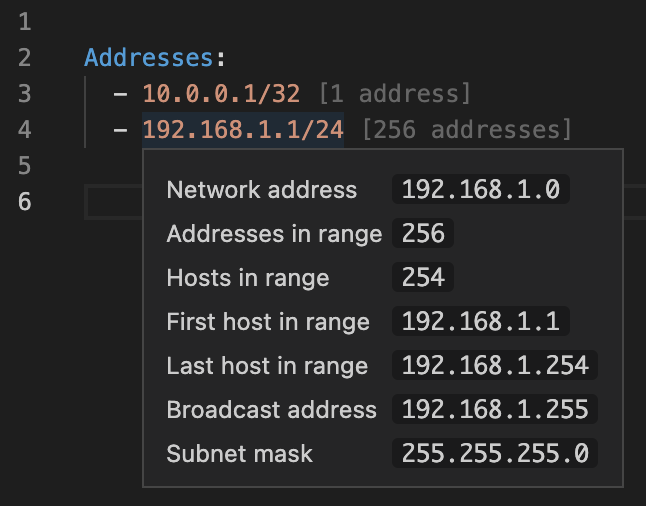 1
2 Addresses:
3 - 10.0.0.1/32 [1 address]
4 - 192.168.1.1/24 [256 addresses]
5
6
Network address 192.168.1.0
Addresses in range 256
Hosts in range 254
First host in range 192.168.1.1
Last host in range 192.168.1.254
Broadcast address 192.168.1.255
Subnet mask 255.255.255.0